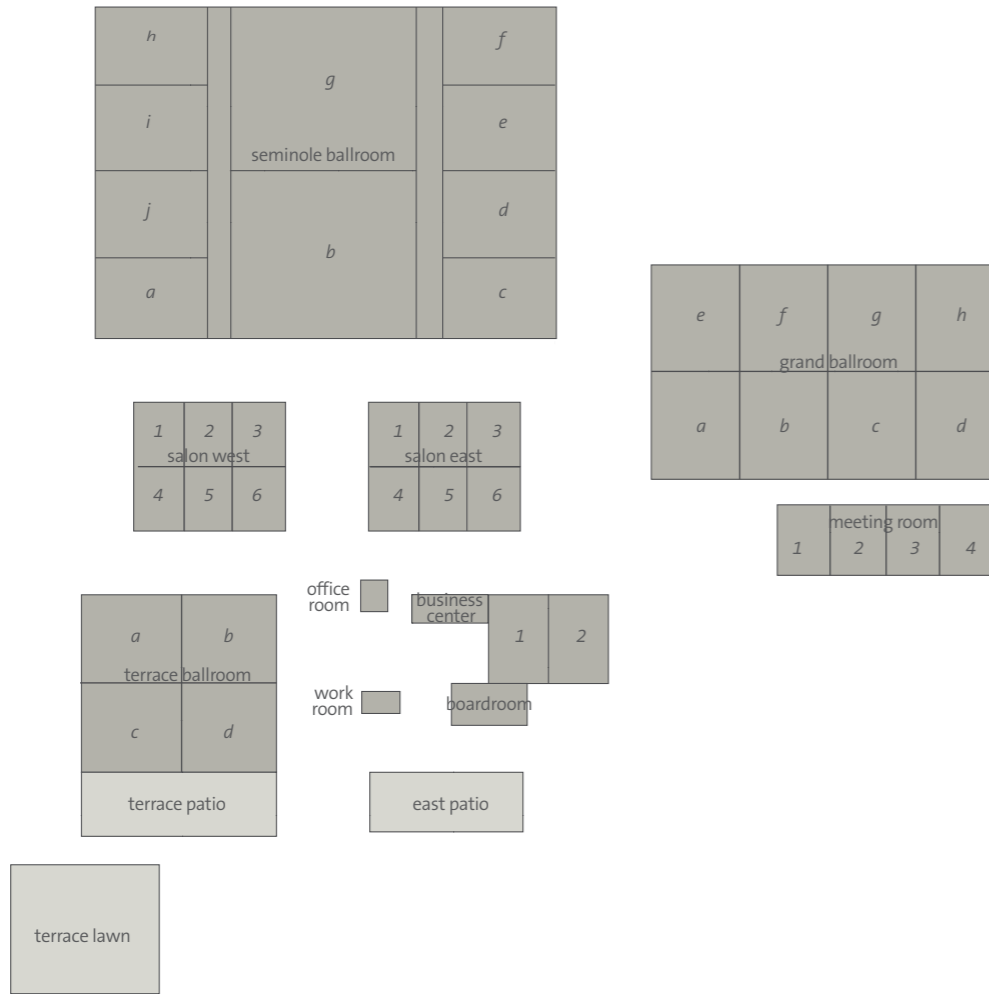 h
g
f
i
e
seminole ballroom
j
d
b
a
c
e
f
g
h
grand ballroom
a
b
c
d
1
2
3
salon west
4
5
6
1
2
3
salon east
4
5
6
meeting room
1
2
3
4
office
room
business
center
1
2
a
b
terrace ballroom
c
d
work
room
boardroom
terrace patio
east patio
terrace lawn